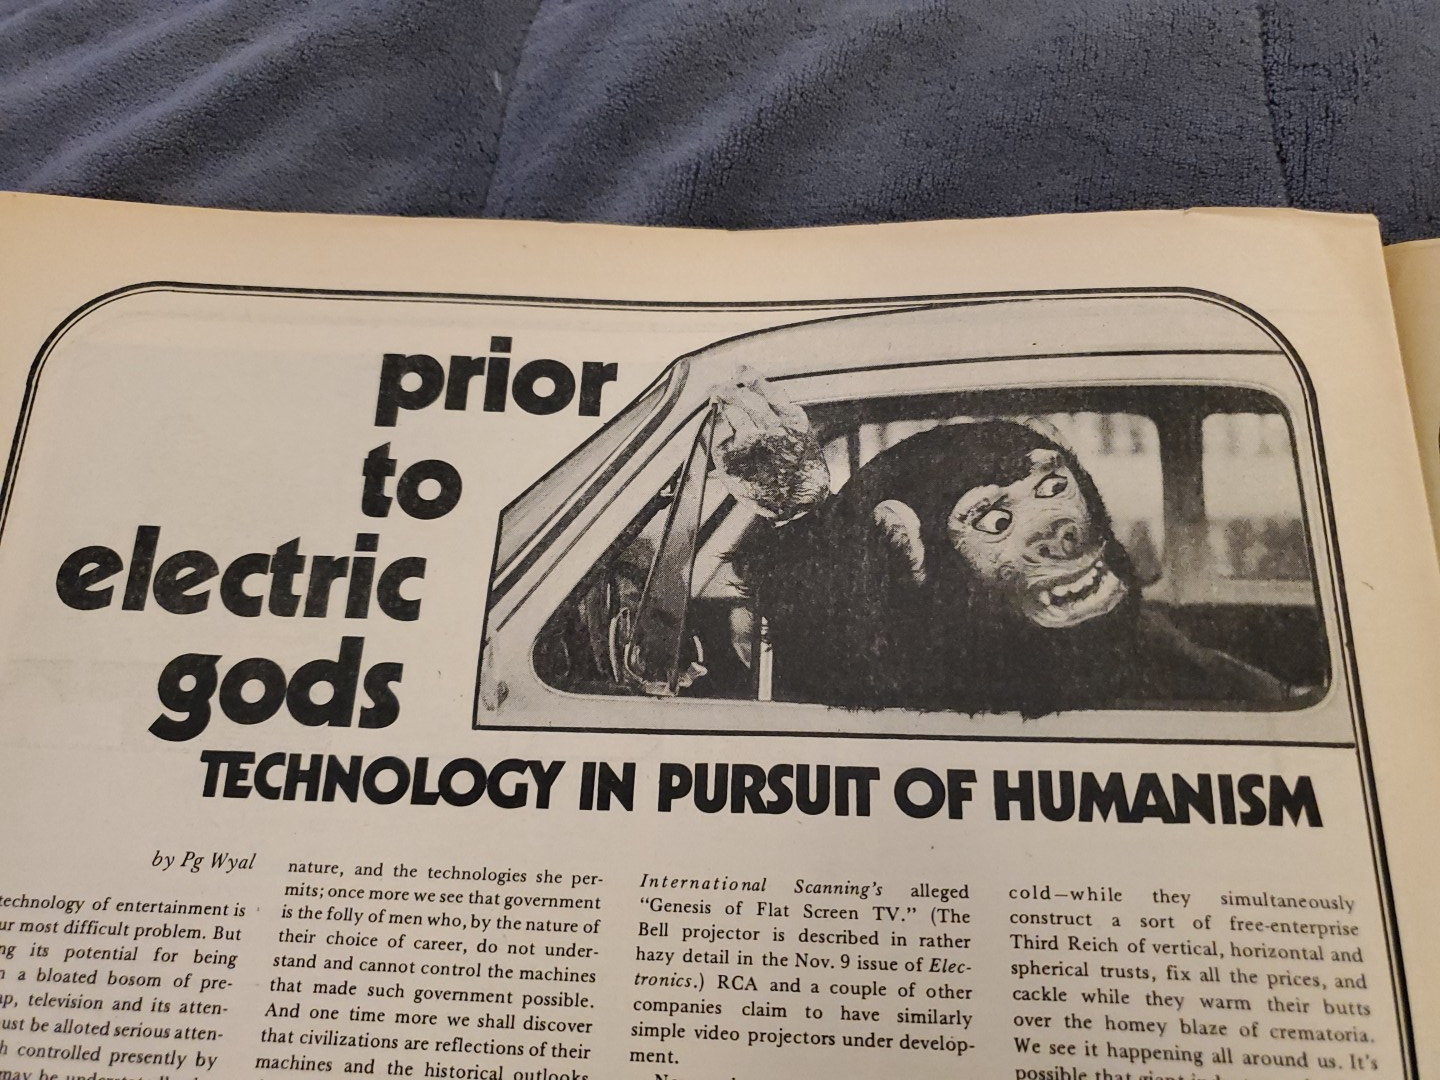 prior
to
electric
gods
TECHNOLOGY IN PURSUIT OF HUMANISM
by Pg Wyal
technology of entertainment is
most difficult problem. But
its potential for being
a bloated bosom of pre-
television and its atten-
be alloted serious atten-
controlled presently by
may be
nature, and the technologies she per-
mits; once more we see that government
is the folly of men who, by the nature of
their choice of career, do not under-
stand and cannot control the machines
that made such government possible.
And one time more we shall discover
that civilizations are reflections of their
machines and the historical outlooks
International Scanning's alleged
"Genesis of Flat Screen TV." (The
Bell projector is described in rather
hazy detail in the Nov. 9 issue of Elec-
tronics.) RCA and a couple of other
companies claim to have similarly
simple video projectors under develop-
ment.
cold—while they simultaneously
construct a sort of free-enterprise
Third Reich of vertical, horizontal and
spherical trusts, fix all the prices, and
cackle while they warm their butts
over the homey blaze of crematoria.
We see it happening all around us. It's
possible that giant